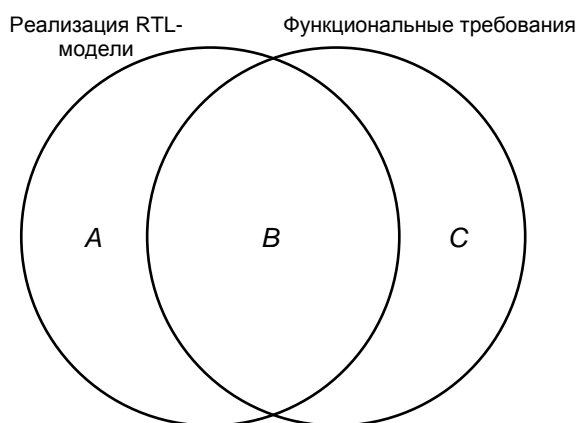 Реализация RTL-
модели
Функциональные требования
A
B
C